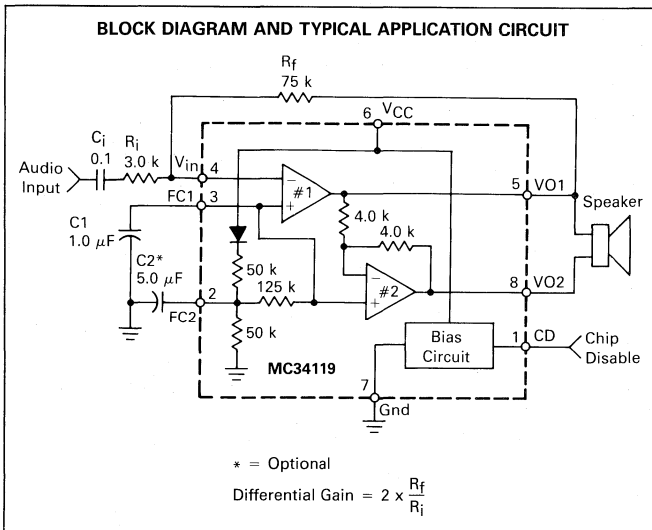 BLOCK DIAGRAM AND TYPICAL APPLICATION CIRCUIT
Rf
75 k
6 VCC
Ci
0.1
Ri
3.0 k
Vin
4
Audio
Input
FC1
3
−
+
#1
5 VO1
Speaker
C1
1.0 μF
C2*
5.0 μF
2
FC2
50 k
125 k
50 k
4.0 k
4.0 k
−
+
#2
8 VO2
MC34119
Bias
Circuit
1 CD
Chip
Disable
7
Gnd
* = Optional
Differential Gain = 2 x Rf
Ri